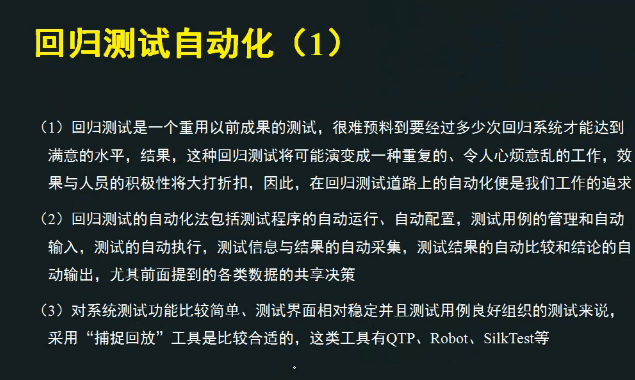 回归测试自动化（1）
（1）回归测试是一个重用以前成果的测试，很难预料到要经过多少次回归系统才能达到
满意的水平，结果，这种回归测试将可能演变成一种重复的、令人心烦意乱的工作，效
果与人员的积极性将大打折扣，因此，在回归测试道路上的自动化便是我们工作的追求
（2）回归测试的自动化法包括测试程序的自动运行、自动配置，测试用例的管理和自动
输入，测试的自动执行，测试信息与结果的自动采集，测试结果的自动比较和结论的自
动输出，尤其前面提到的各类数据的共享决策
（3）对系统测试功能比较简单、测试界面相对稳定并且测试用例良好组织的测试来说，
采用“捕捉回放”工具是比较合适的，这类工具有QTP、Robot、SilkTest等